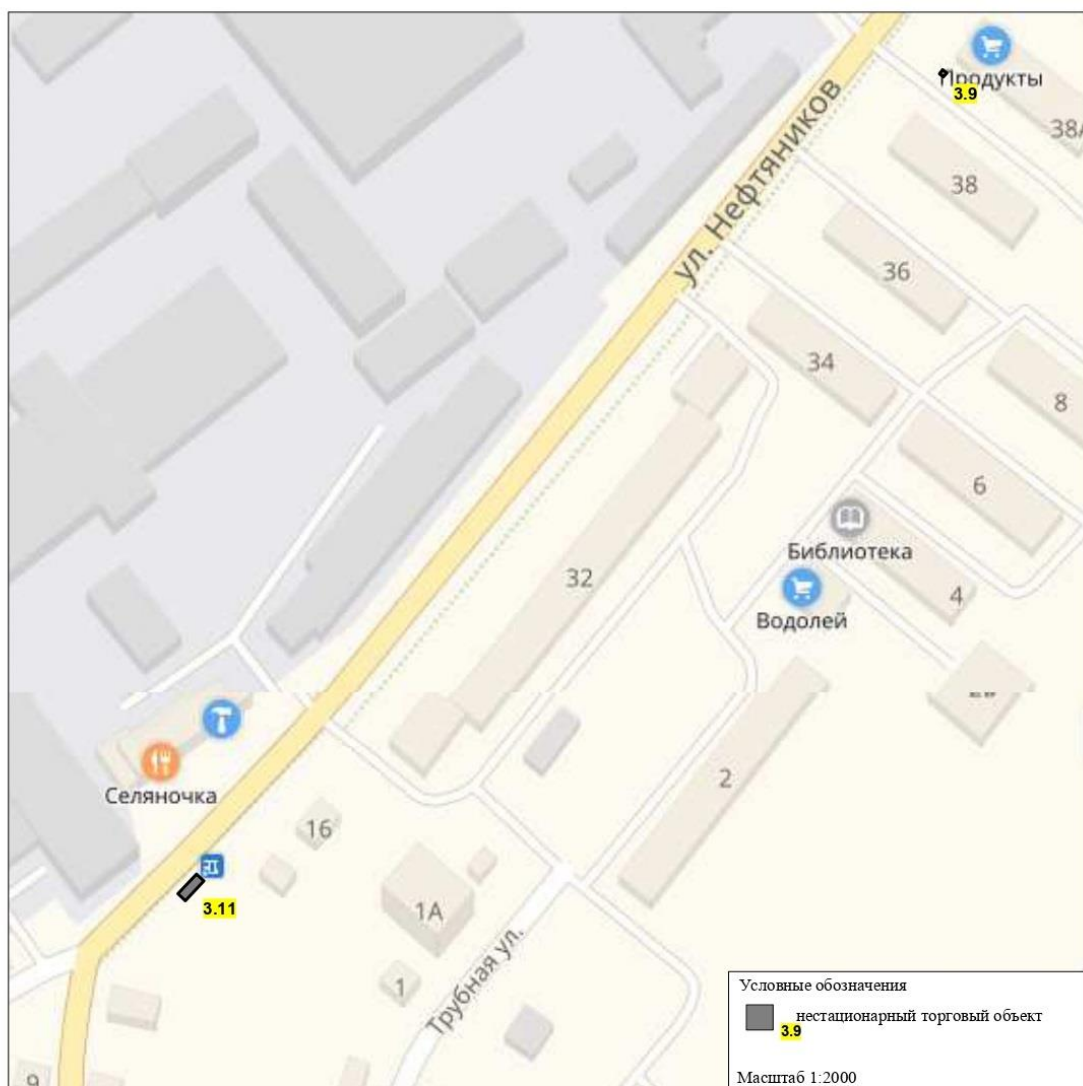 Продукты
3.9
38А
38
ул. Нефтяников
36
34
8
6
Библиотека
32
4
Водолей
2
Селяночка
16
3.11
1А
Трубная ул.
1
9
Условные обозначения
нестационарный торговый объект
3.9
Масштаб 1:2000